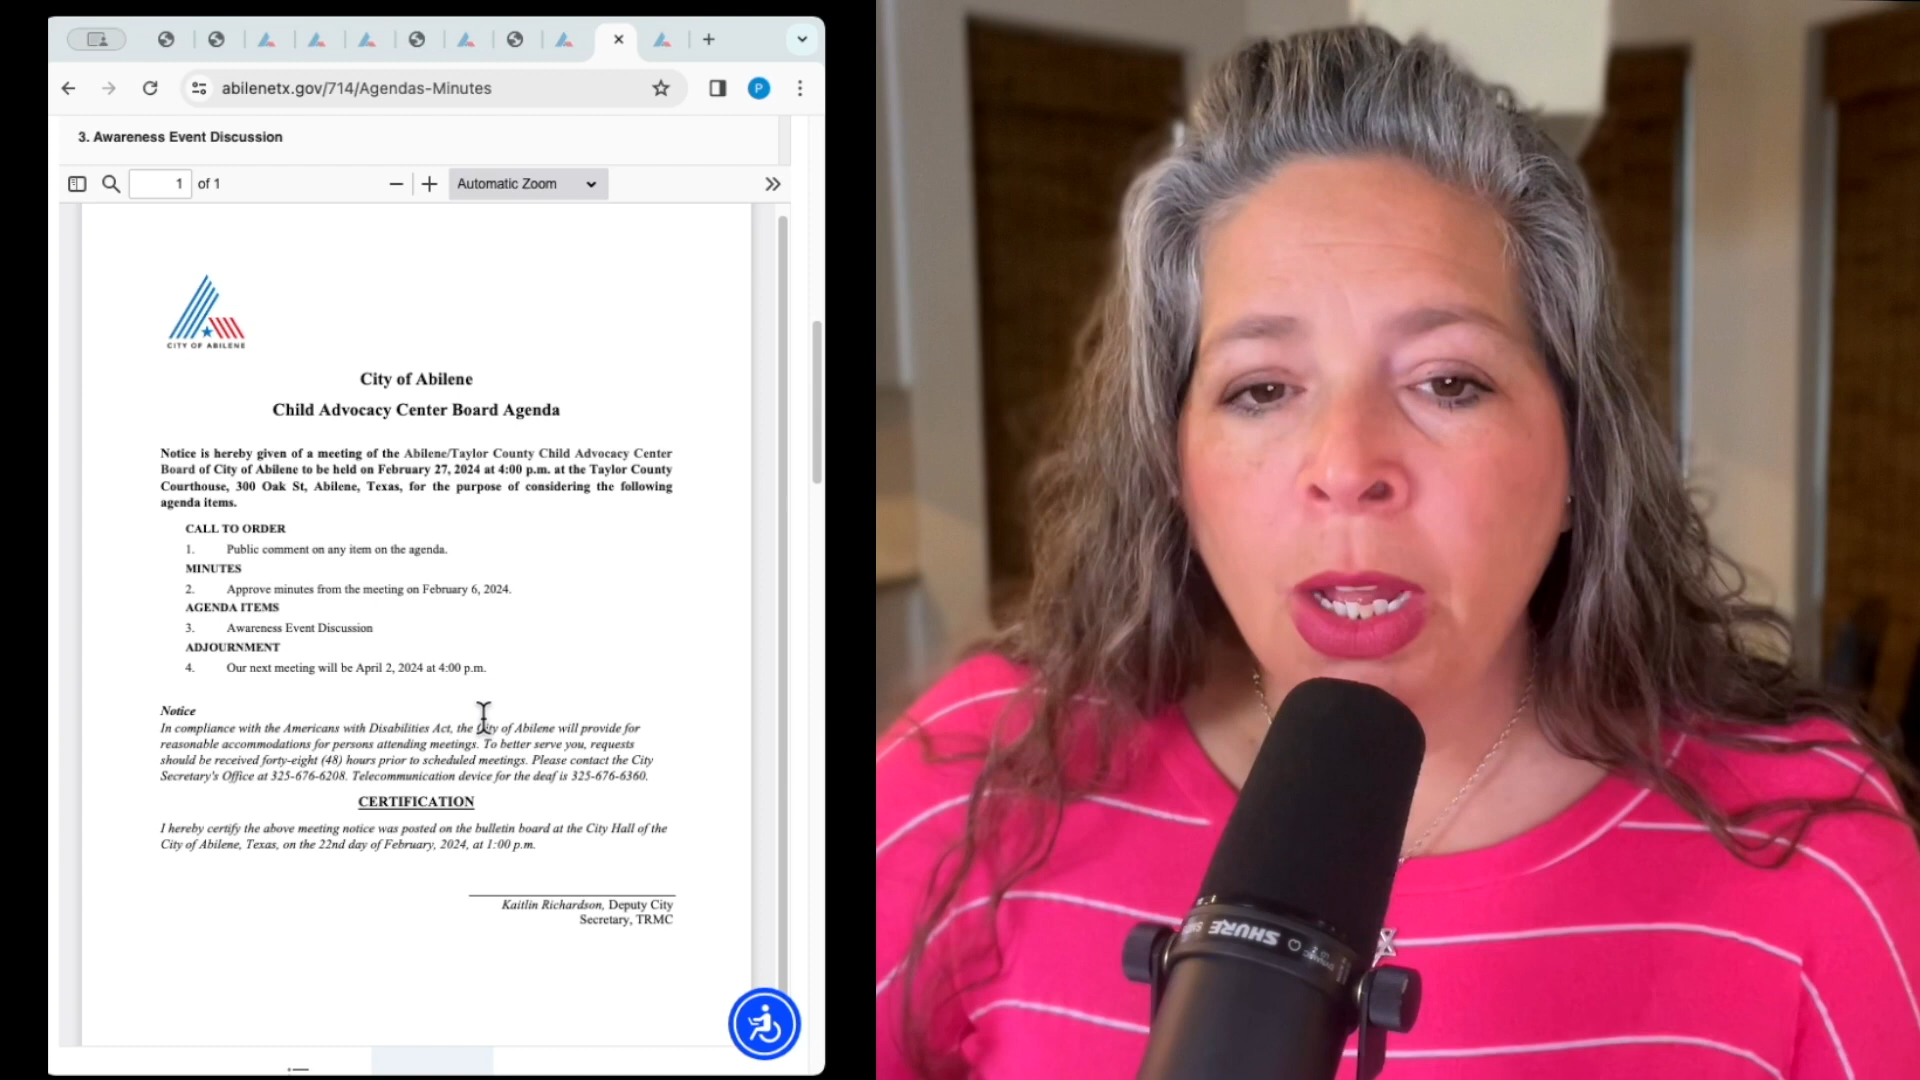 abilenetx.gov/714/Agendas-Minutes
P
3. Awareness Event Discussion
1 of 1
Automatic Zoom
CITY OF ABILENE
City of Abilene
Child Advocacy Center Board Agenda
Notice is hereby given of a meeting of the Abilene/Taylor County Child Advocacy Center
Board of City of Abilene to be held on February 27, 2024 at 4:00 p.m. at the Taylor County
Courthouse, 300 Oak St, Abilene, Texas, for the purpose of considering the following
agenda items.
CALL TO ORDER
1. Public comment on any item on the agenda.
MINUTES
2. Approve minutes from the meeting on February 6, 2024.
AGENDA ITEMS
3. Awareness Event Discussion
ADJOURNMENT
4. Our next meeting will be April 2, 2024 at 4:00 p.m.
Notice
In compliance with the Americans with Disabilities Act, the City of Abilene will provide for
reasonable accommodations for persons attending meetings. To better serve you, requests
should be received forty-eight (48) hours prior to scheduled meetings. Please contact the City
Secretary's Office at 325-676-6208. Telecommunication device for the deaf is 325-676-6360.
CERTIFICATION
I hereby certify the above meeting notice was posted on the bulletin board at the City Hall of the
City of Abilene, Texas, on the 22nd day of February, 2024, at 1:00 p.m.
Kaitlin Richardson, Deputy City
Secretary, TRMC
SHURE